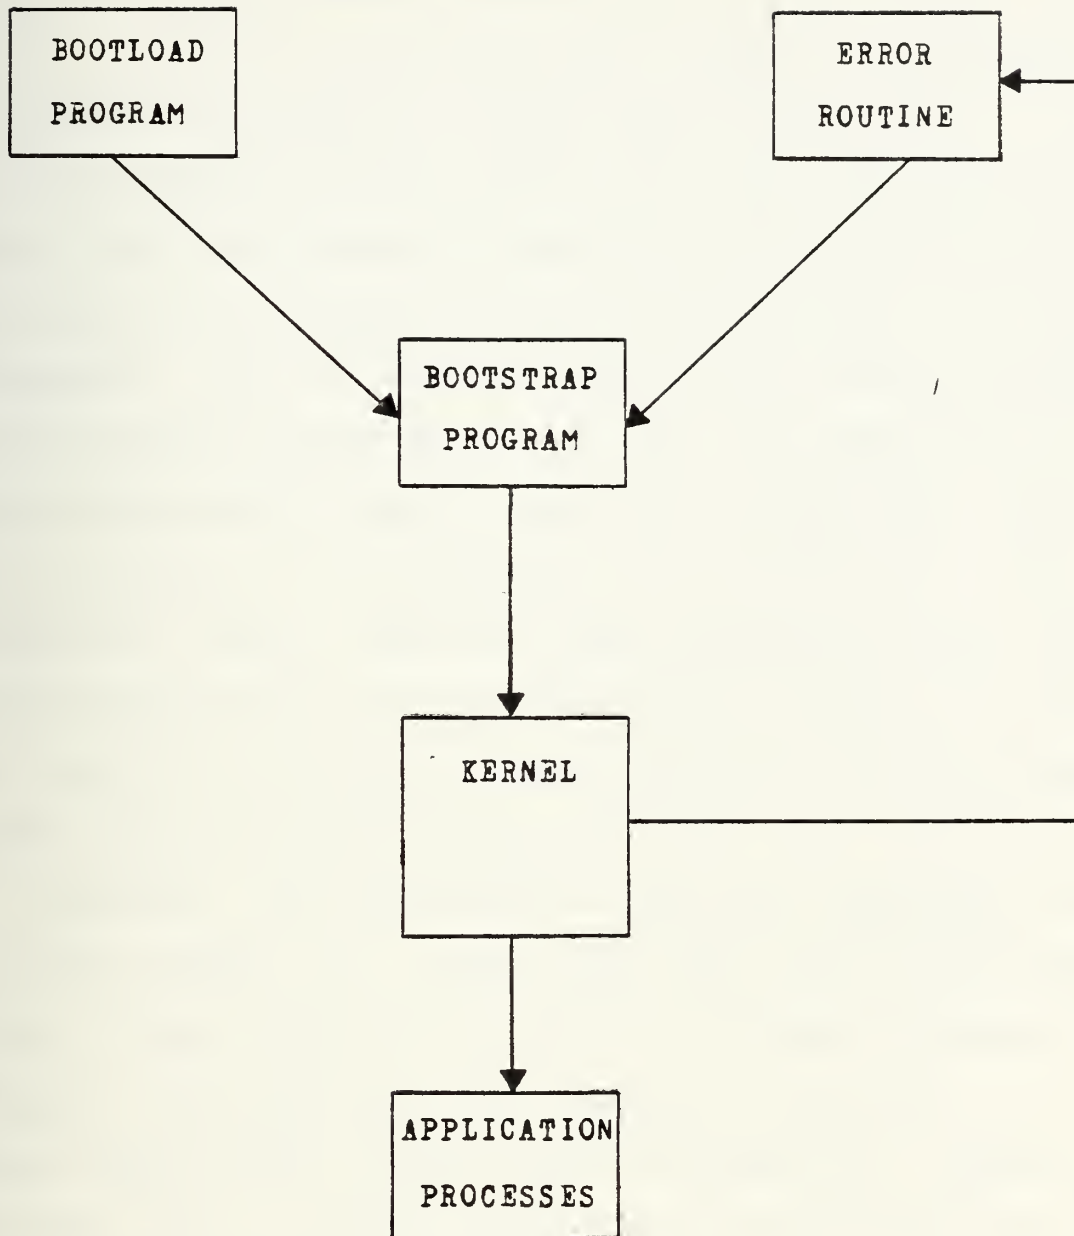 BOOTLOAD
PROGRAM
ERROR
ROUTINE
BOOTSTRAP
PROGRAM
KERNEL
APPLICATION
PROCESSES